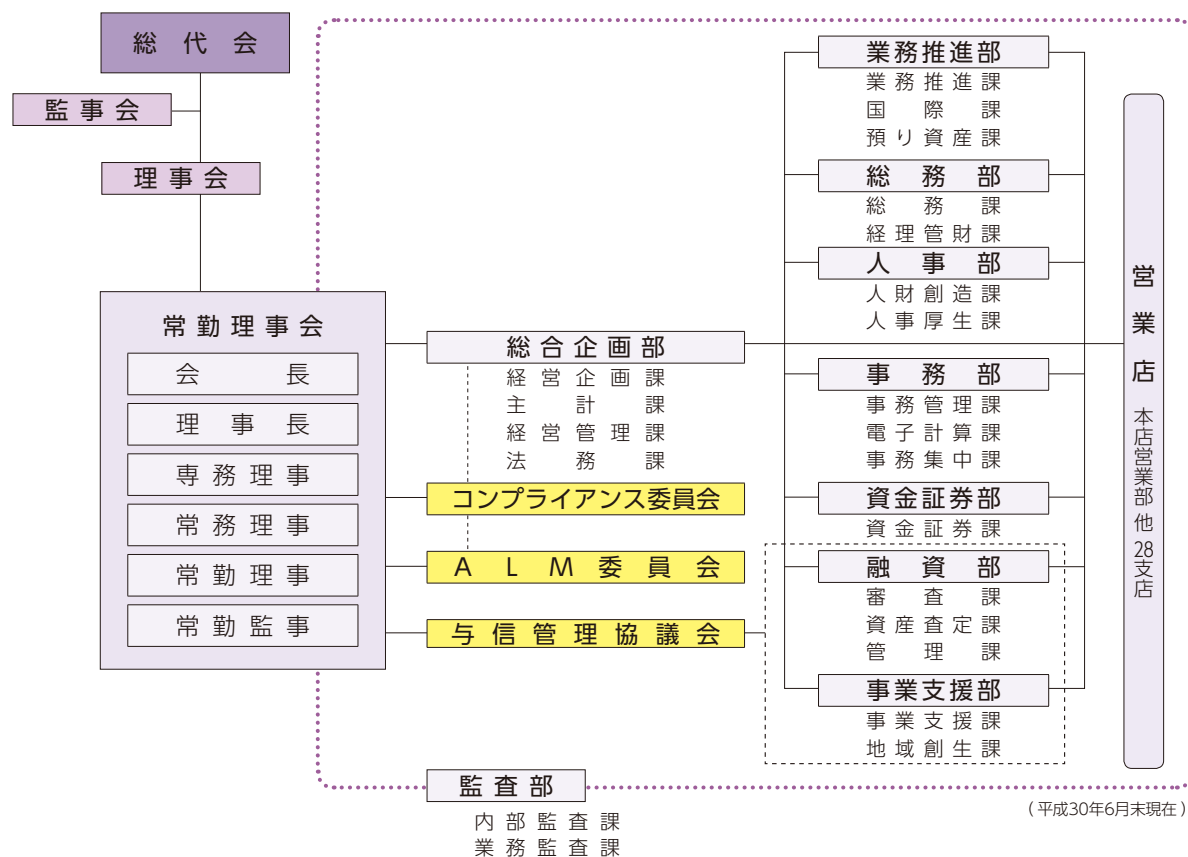 総代会
監事会
理事会
常勤理事会
会長
理事長
専務理事
常務理事
常勤理事
常勤監事
総合企画部
経営企画課
主計課
経営管理課
法務課
コンプライアンス委員会
ALM委員会
与信管理協議会
業務推進部
業務推進課
国際課
預り資産課
総務部
総務課
経理管財課
人事部
人財創造課
人事厚生課
事務部
事務管理課
電子計算課
事務集中課
資金証券部
資金証券課
融資部
審査課
資産査定課
管理課
事業支援部
事業支援課
地域創生課
営業店 本店営業部 他 28支店
監査部
内部監査課
業務監査課
(平成30年6月末現在)